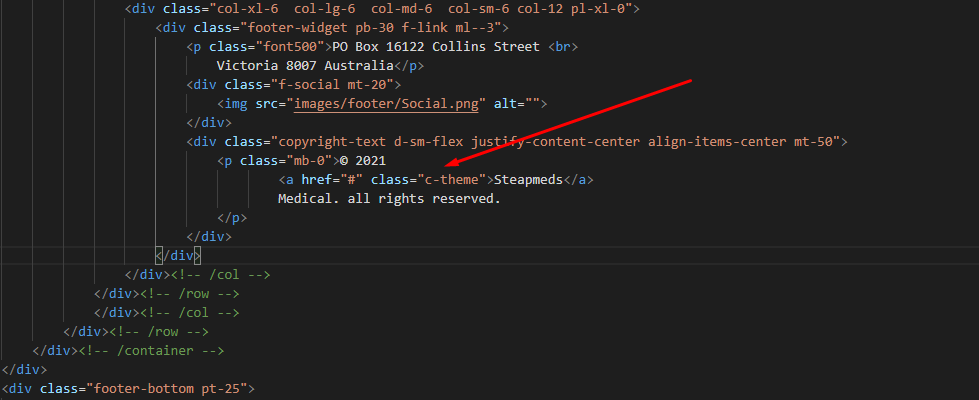 <div class="col-xl-6  col-lg-6  col-md-6  col-sm-6 col-12 pl-xl-0">
<div class="footer-widget pb-30 f-link ml--3">
<p class="font500">PO Box 16122 Collins Street <br>
Victoria 8007 Australia</p>
<div class="f-social mt-20">
<img src="images/footer/Social.png" alt="">
</div>
<div class="copyright-text d-sm-flex justify-content-center align-items-center mt-50">
<p class="mb-0">© 2021
<a href="#" class="c-theme">Steapmeds</a>
Medical. all rights reserved.
</p>
</div>
</div>
</div><!-- /col -->
</div><!-- /row -->
</div><!-- /col -->
</div><!-- /row -->
</div><!-- /container -->
</div>
<div class="footer-bottom pt-25">